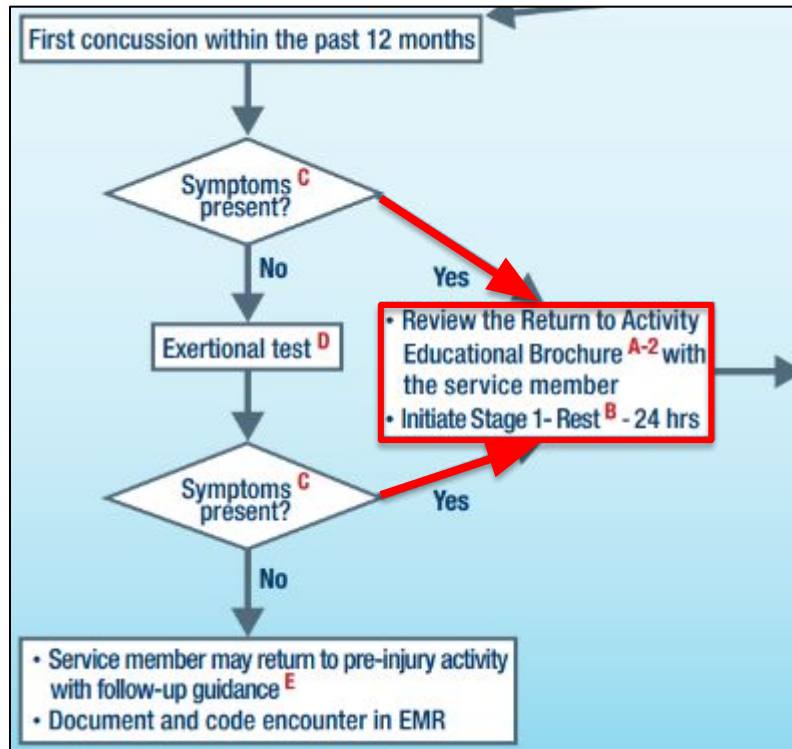 First concussion within the past 12 months
Symptoms C
present?
No
Yes
Exertional test D
• Review the Return to Activity
Educational Brochure A-2 with
the service member
• Initiate Stage 1- Rest B - 24 hrs
Symptoms C
present?
Yes
No
• Service member may return to pre-injury activity
with follow-up guidance E
• Document and code encounter in EMR